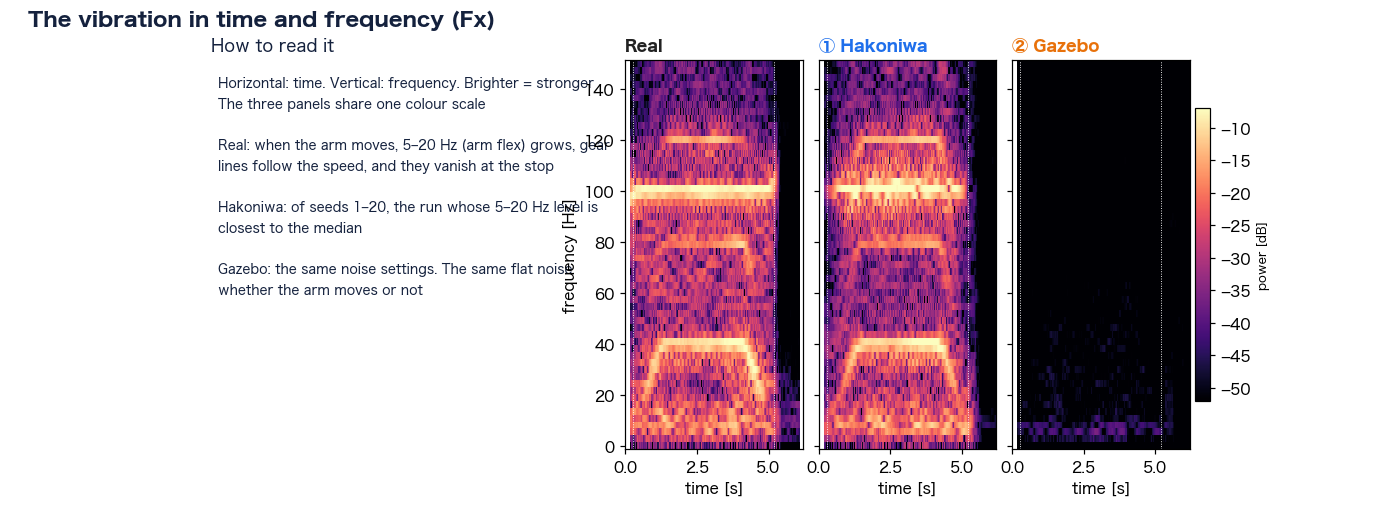 The vibration in time and frequency (Fx)
How to read it
Horizontal: time. Vertical: frequency. Brighter = stronger.
The three panels share one colour scale
Real: when the arm moves, 5–20 Hz (arm flex) grows, gear
lines follow the speed, and they vanish at the stop
Hakoniwa: of seeds 1–20, the run whose 5–20 Hz level is
closest to the median
Gazebo: the same noise settings. The same flat noise
whether the arm moves or not
Real
① Hakoniwa
② Gazebo
frequency [Hz]
140
120
100
80
60
40
20
0
0.0 2.5 5.0
time [s]
0.0 2.5 5.0
time [s]
0.0 2.5 5.0
time [s]
−10
−15
−20
−25
−30
−35
−40
−45
−50
power [dB]